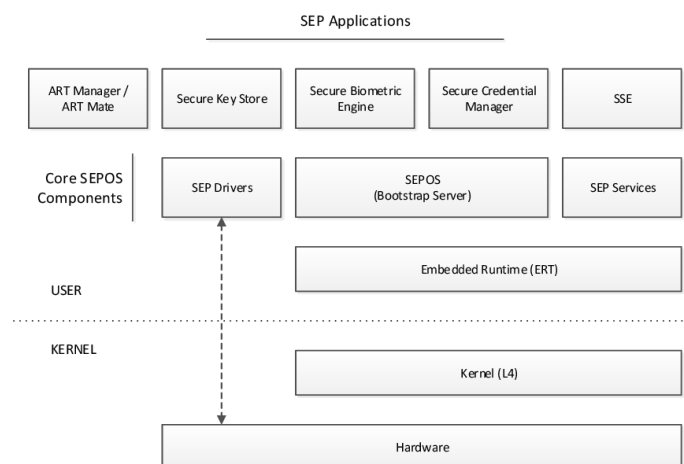 SEP Applications
ART Manager /
ART Mate
Secure Key Store
Secure Biometric
Engine
Secure Credential
Manager
SSE
Core SEPOS
Components
SEP Drivers
SEPOS
(Bootstrap Server)
SEP Services
Embedded Runtime (ERT)
USER
KERNEL
Kernel (L4)
Hardware